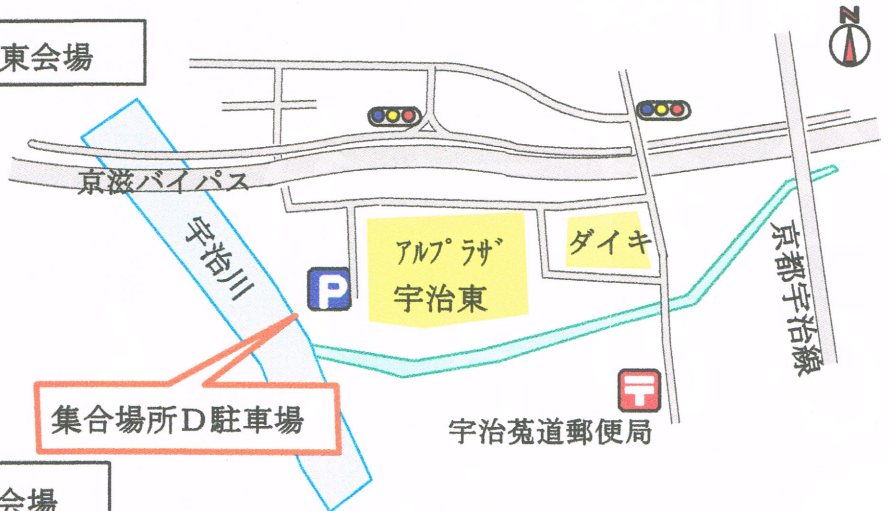 東会場
N
京滋バイパス
宇治川
アルプラザ
宇治東
ダイキ
京都宇治線
P
集合場所D駐車場
〒
宇治菟道郵便局
会場